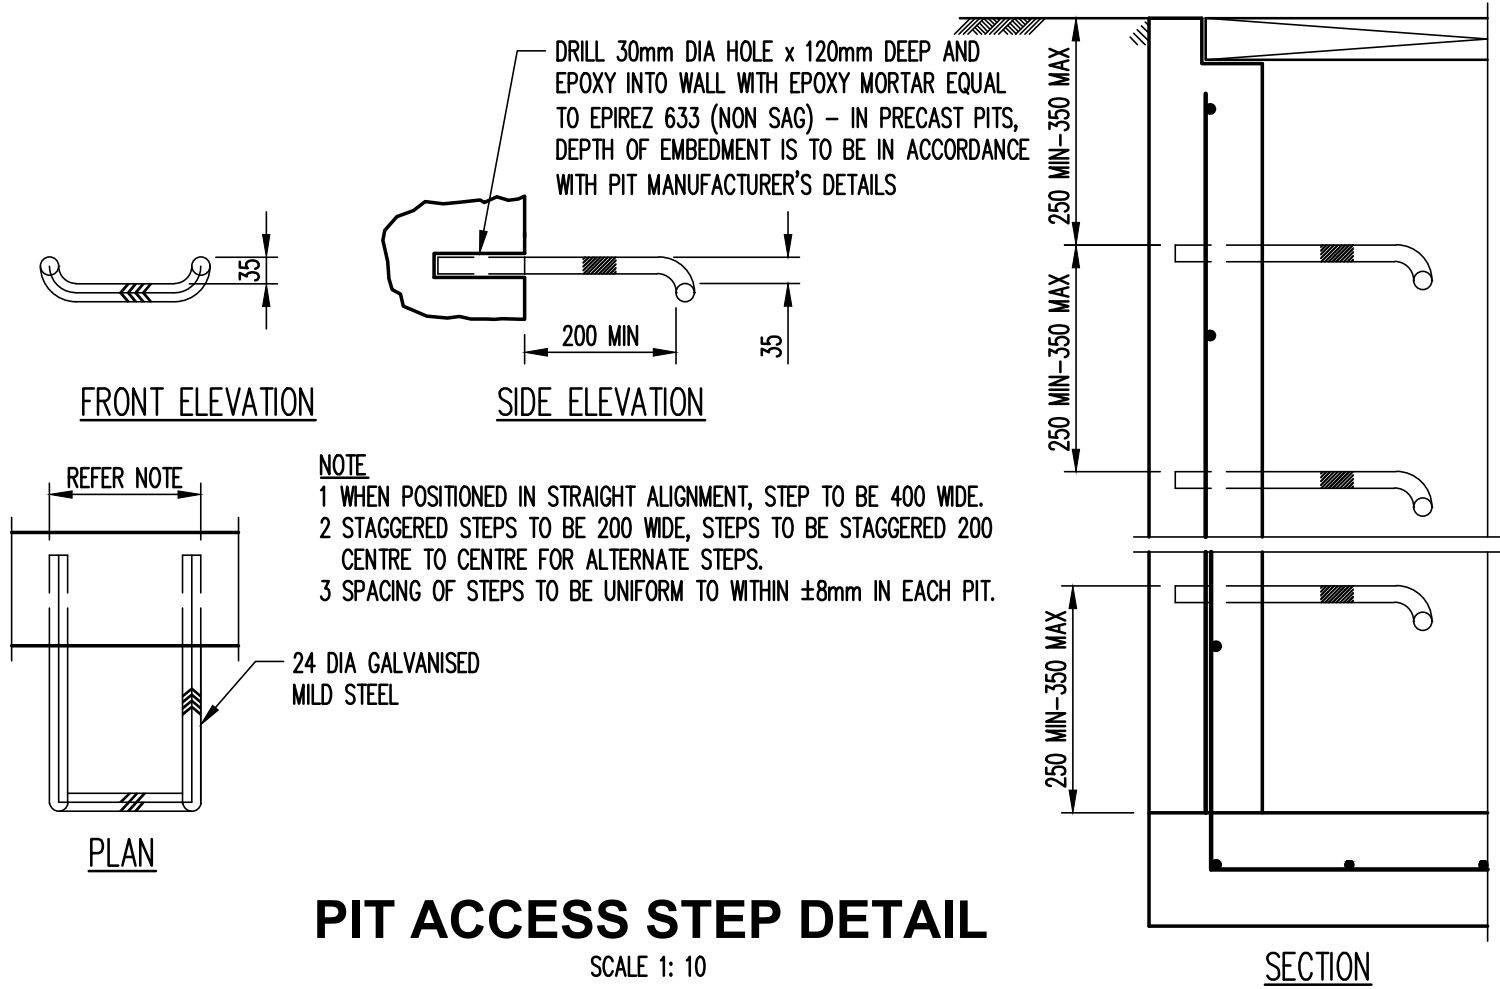 DRILL 30mm DIA HOLE x 120mm DEEP AND
EPOXY INTO WALL WITH EPOXY MORTAR EQUAL
TO EPIREZ 633 (NON SAG) – IN PRECAST PITS,
DEPTH OF EMBEDMENT IS TO BE IN ACCORDANCE
WITH PIT MANUFACTURER'S DETAILS
35
FRONT ELEVATION
200 MIN
35
SIDE ELEVATION
REFER NOTE
24 DIA GALVANISED
MILD STEEL
PLAN
NOTE
1 WHEN POSITIONED IN STRAIGHT ALIGNMENT, STEP TO BE 400 WIDE.
2 STAGGERED STEPS TO BE 200 WIDE, STEPS TO BE STAGGERED 200
CENTRE TO CENTRE FOR ALTERNATE STEPS.
3 SPACING OF STEPS TO BE UNIFORM TO WITHIN ±8mm IN EACH PIT.
250 MIN–350 MAX
250 MIN–350 MAX
250 MIN–350 MAX
SECTION
PIT ACCESS STEP DETAIL
SCALE 1: 10